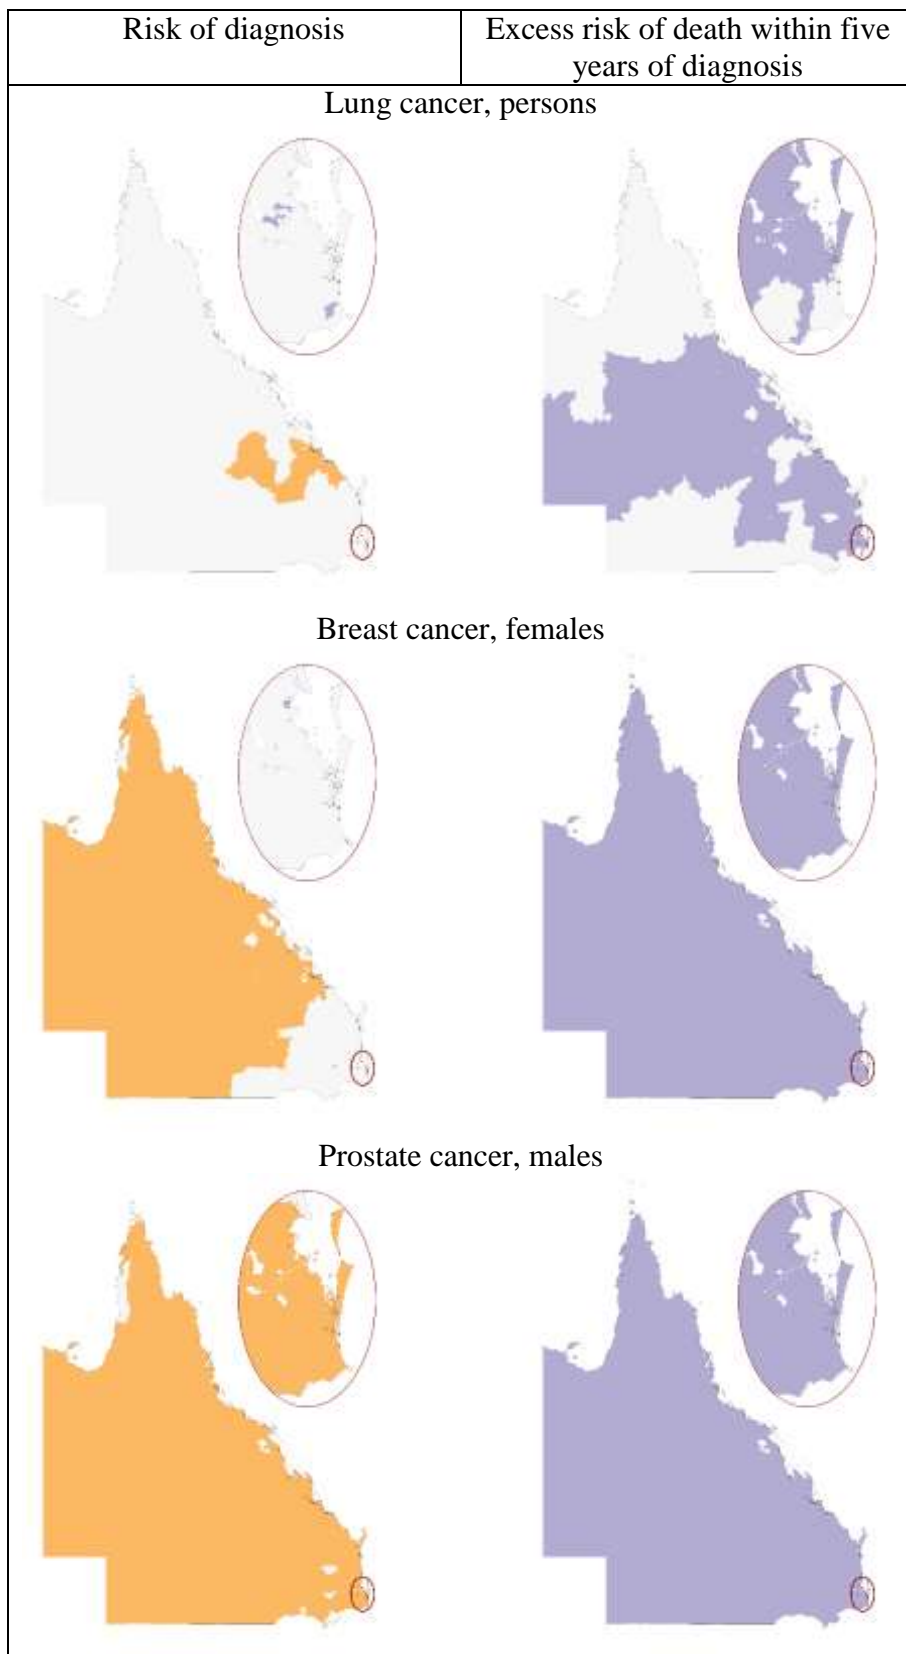 Risk of diagnosis
Excess risk of death within five
years of diagnosis
Lung cancer, persons
Breast cancer, females
Prostate cancer, males